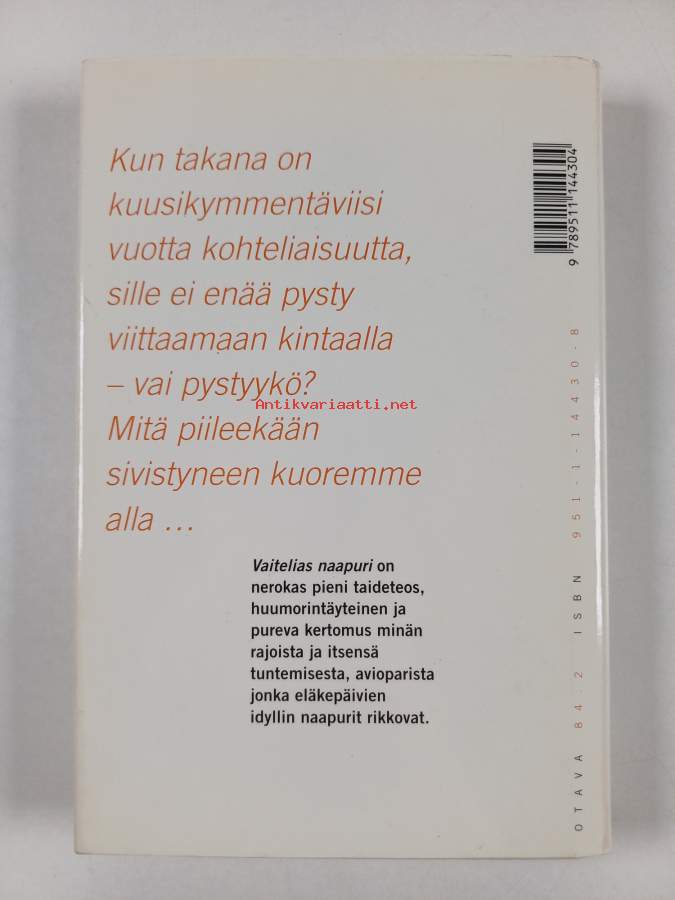 Kun takana on
kuusikymmentäviisi
vuotta kohteliaisuutta,
sille ei enää pysty
viittaamaan kintaalla
– vai pystyykö?
Antikvariaatti.net
Mitä piileekään
sivistyneen kuoremme
alla ...
Vaitelias naapuri on
nerokas pieni taideteos,
huumorintäyteinen ja
pureva kertomus minän
rajoista ja itsensä
tuntemisesta, avioparista
jonka eläkepäivien
idyllin naapurit rikkovat.
9 789511 144304
OTAVA 84.2 ISBN 951-1-14430-8